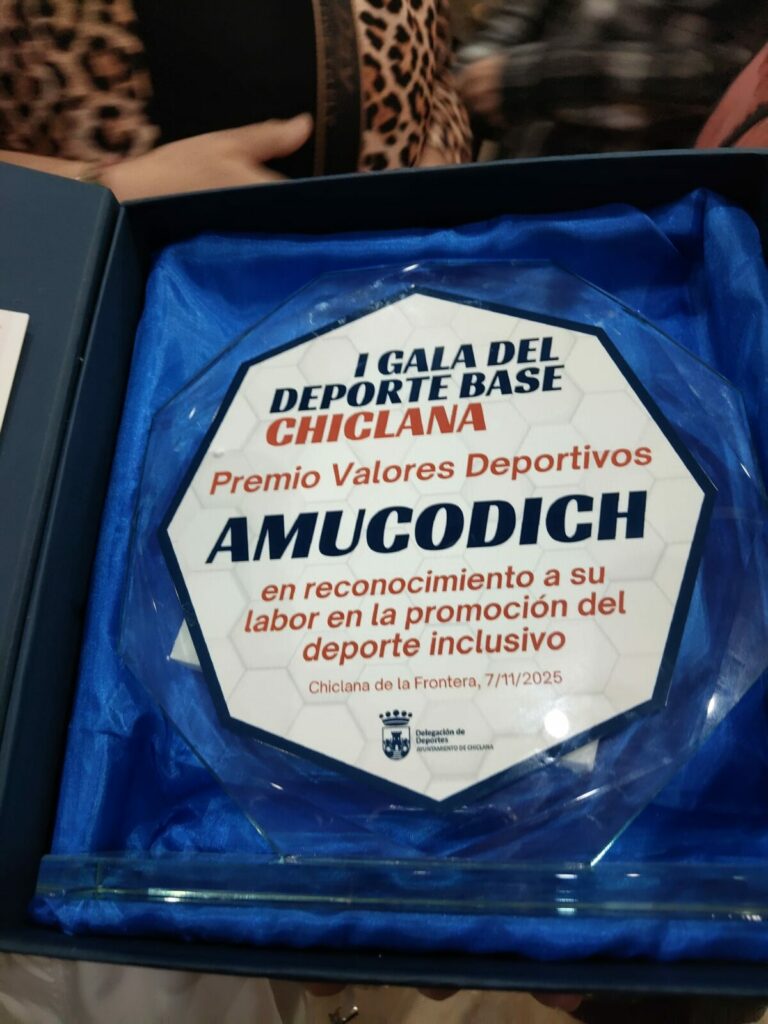 I GALA DEL
DEPORTE BASE
CHICLANA
Premio Valores Deportivos
AMUCODICH
en reconocimiento a su
labor en la promoción del
deporte inclusivo
Chiclana de la Frontera, 7/11/2025
Delegación de
Deportes
AYUNTAMIENTO DE CHICLANA